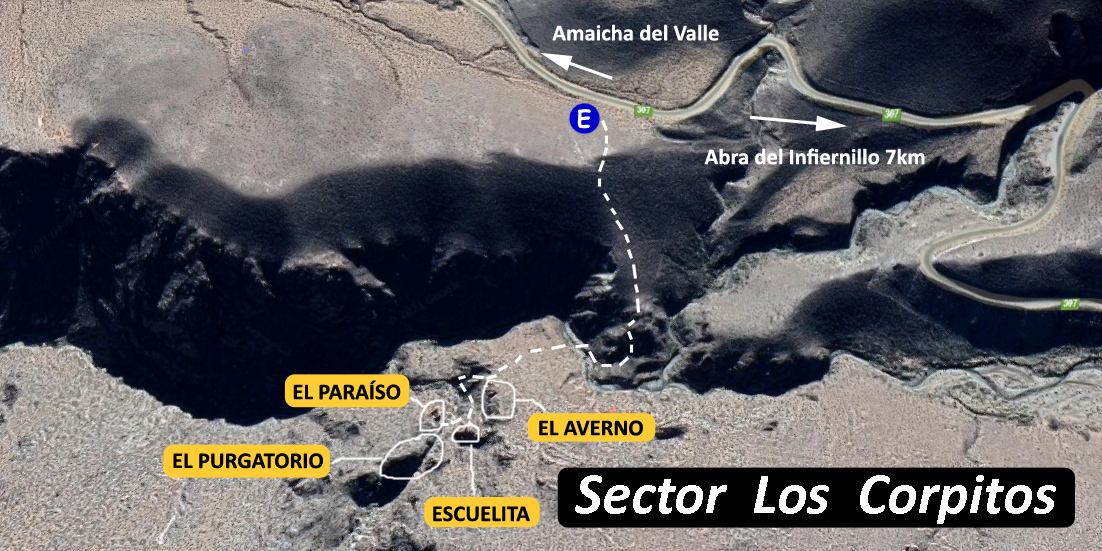 Amaicha del Valle
307
307
E
Abra del Infiernillo 7km
307
EL PARAÍSO
EL AVERNO
EL PURGATORIO
ESCUELITA
Sector Los Corpitos